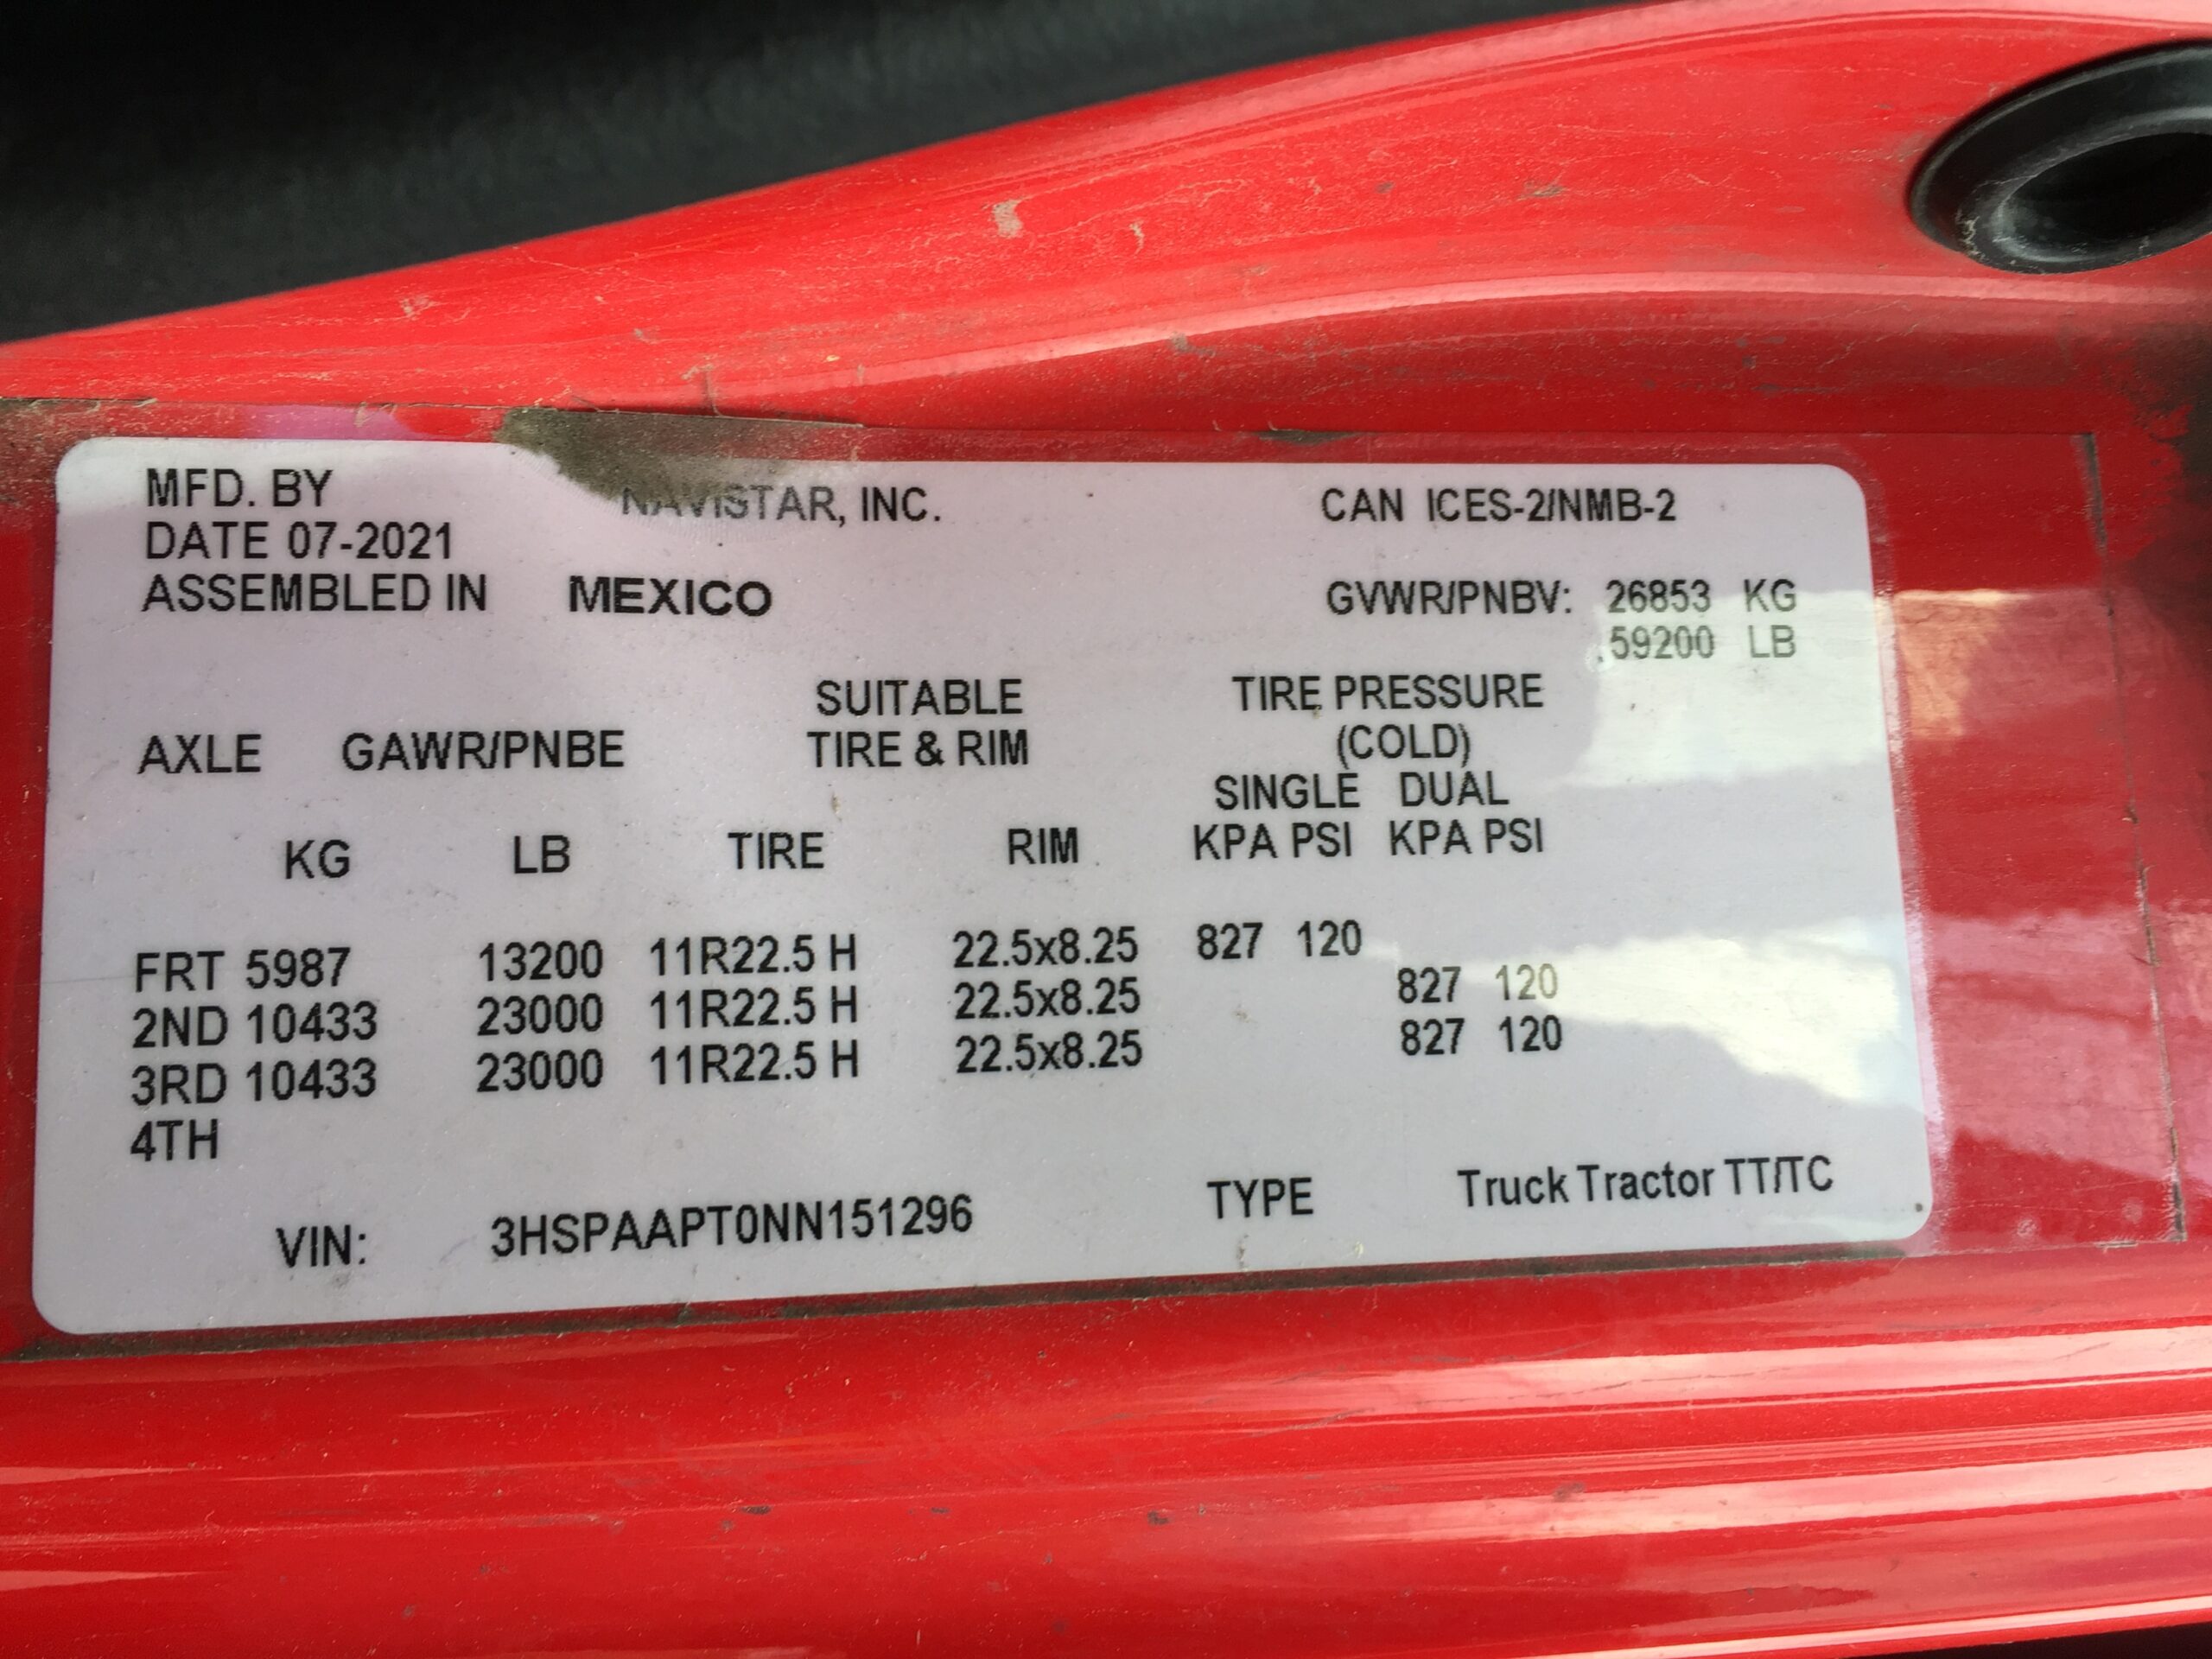 MFD. BY NAVISTAR, INC. CAN ICES-2/NMB-2
DATE 07-2021
ASSEMBLED IN MEXICO GVWR/PNBV: 26853 KG
59200 LB
SUITABLE TIRE PRESSURE
AXLE GAWR/PNBE TIRE & RIM (COLD)
SINGLE DUAL
KG LB TIRE RIM KPA PSI KPA PSI
FRT 5987 13200 11R22.5 H 22.5x8.25 827 120
2ND 10433 23000 11R22.5 H 22.5x8.25 827 120
3RD 10433 23000 11R22.5 H 22.5x8.25 827 120
4TH
VIN: 3HSPAAPT0NN151296 TYPE Truck Tractor TT/TC